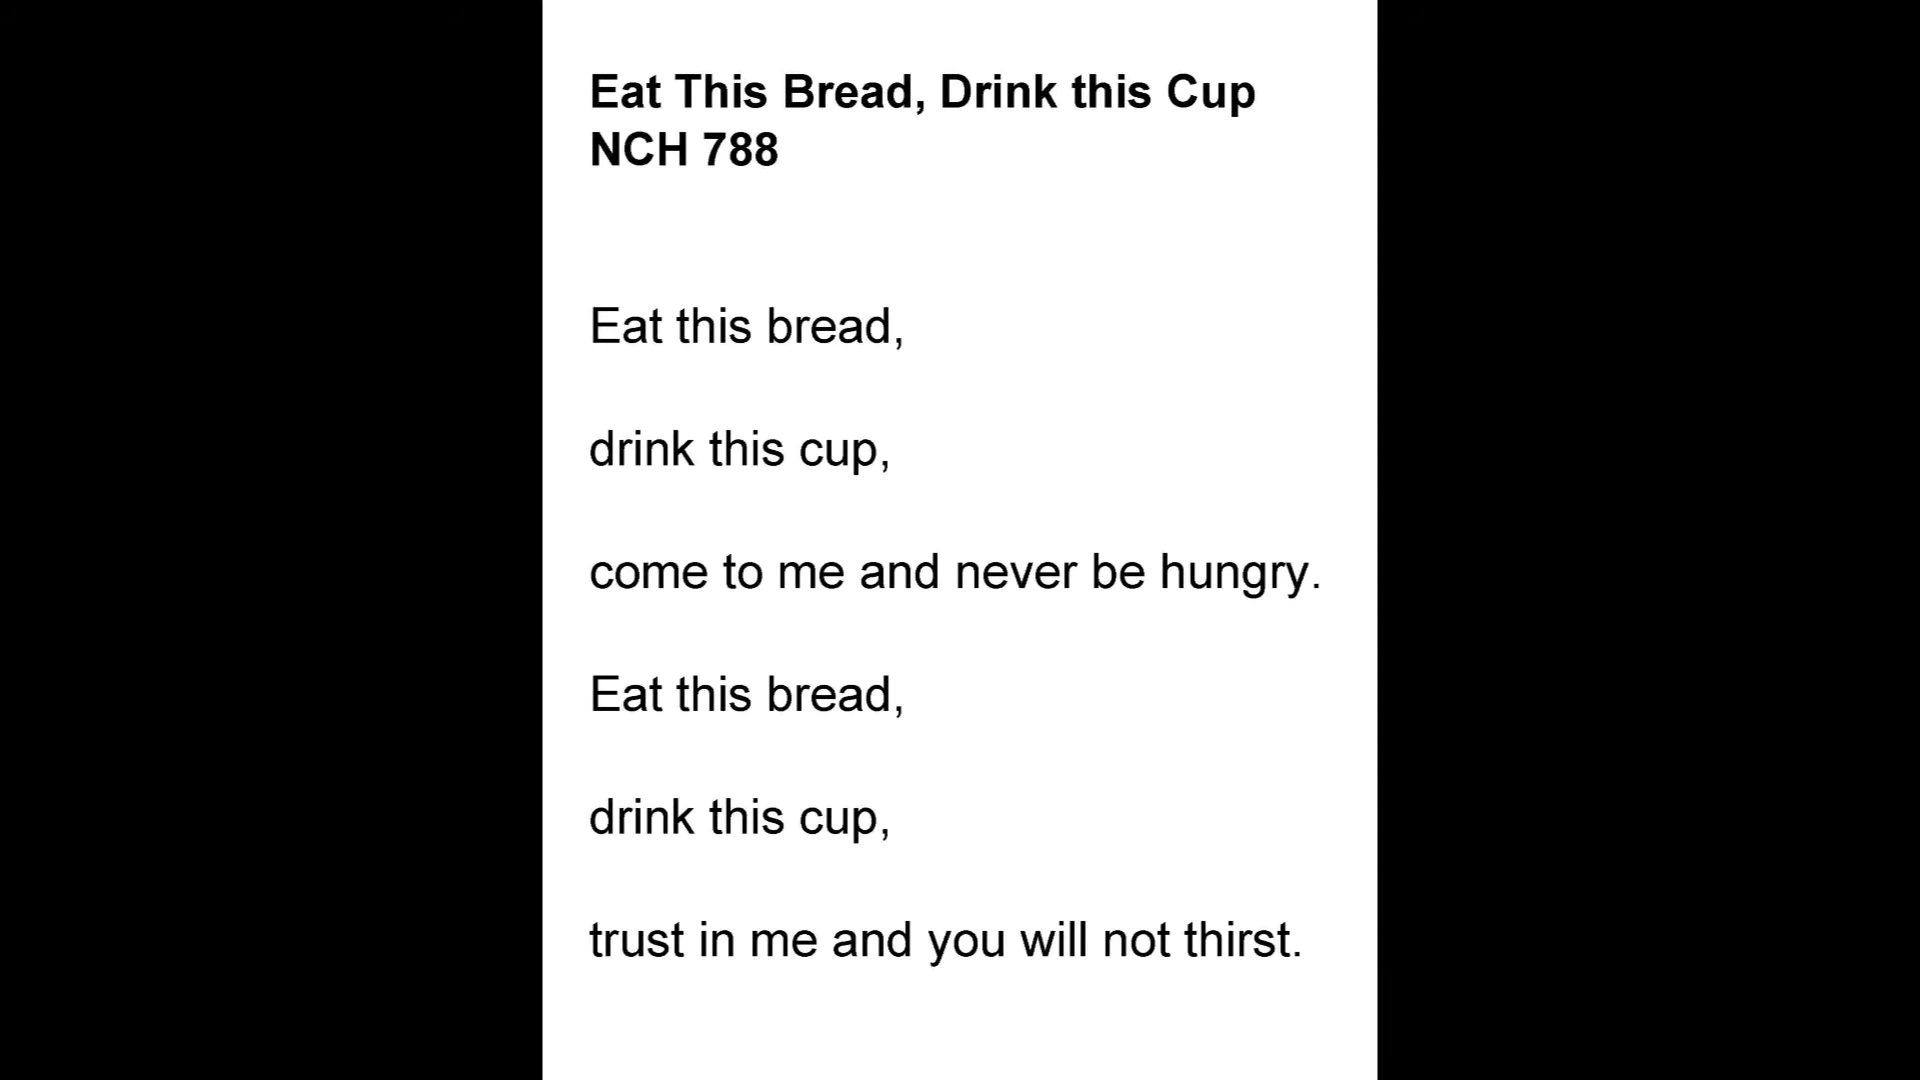 Eat This Bread, Drink this Cup
NCH 788
Eat this bread,
drink this cup,
come to me and never be hungry.
Eat this bread,
drink this cup,
trust in me and you will not thirst.